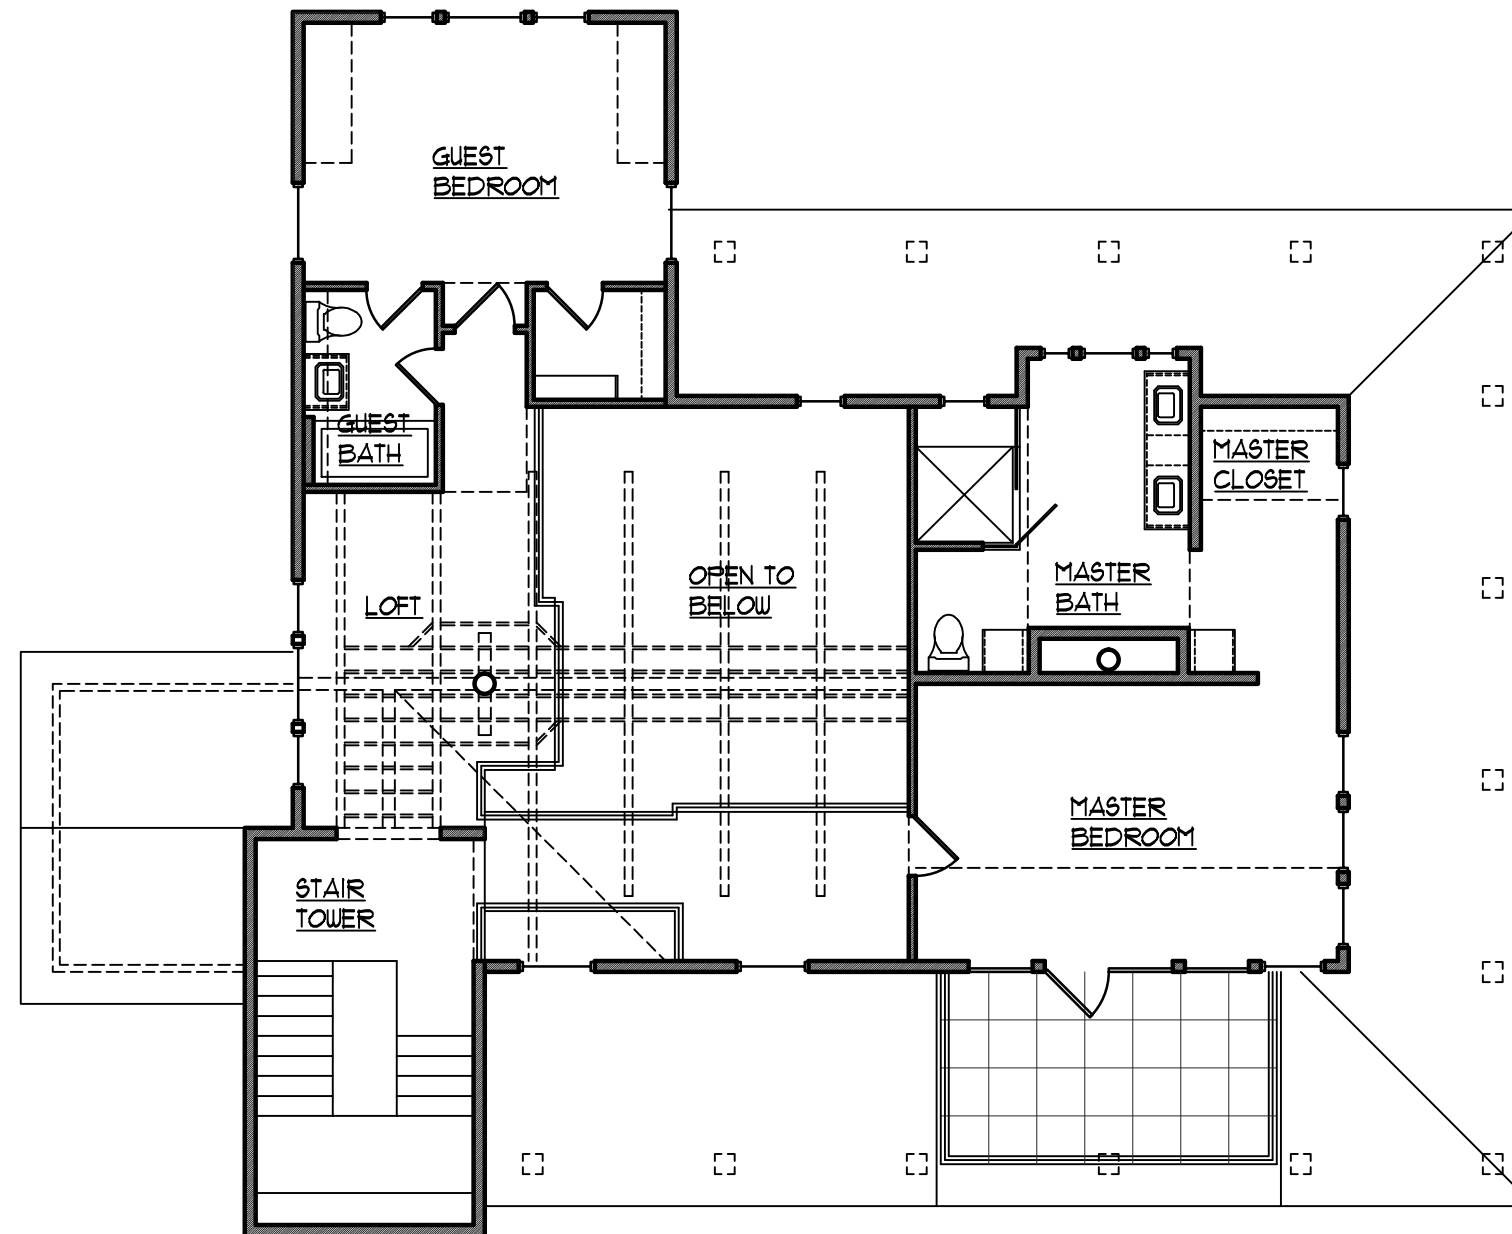 GUEST
BEDROOM
GUEST
BATH
MASTER
CLOSET
LOFT
OPEN TO
BELOW
MASTER
BATH
MASTER
BEDROOM
STAIR
TOWER